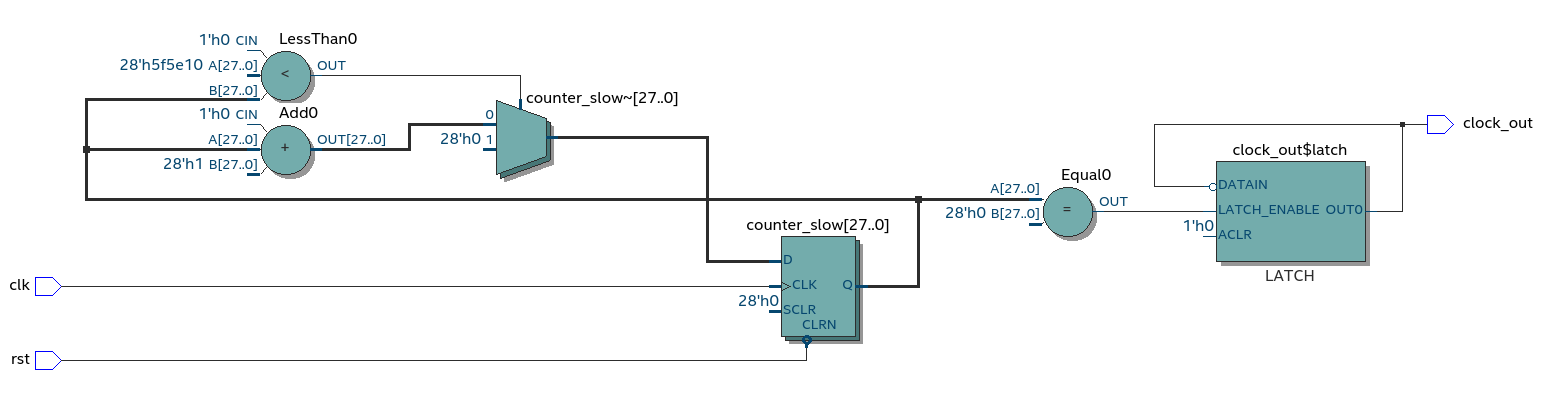 LessThan0
1'h0 CIN
28'h5f5e10 A[27..0]
B[27..0]
<
OUT
Add0
1'h0 CIN
A[27..0]
28'h1 B[27..0]
+
OUT[27..0]
counter_slow~[27..0]
0
28'h0 1
counter_slow[27..0]
D
CLK
28'h0 SCLR
CLRN
Q
clk
rst
Equal0
A[27..0]
28'h0 B[27..0]
=
OUT
clock_out$latch
DATAIN
LATCH_ENABLE OUT0
1'h0 ACLR
LATCH
clock_out